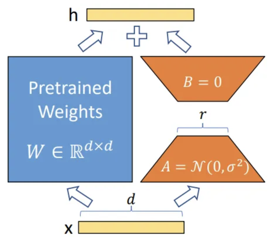 h
Pretrained
Weights
W ∈ ℝ^{d×d}
B = 0
r
A = 𝒩(0, σ²)
d
x